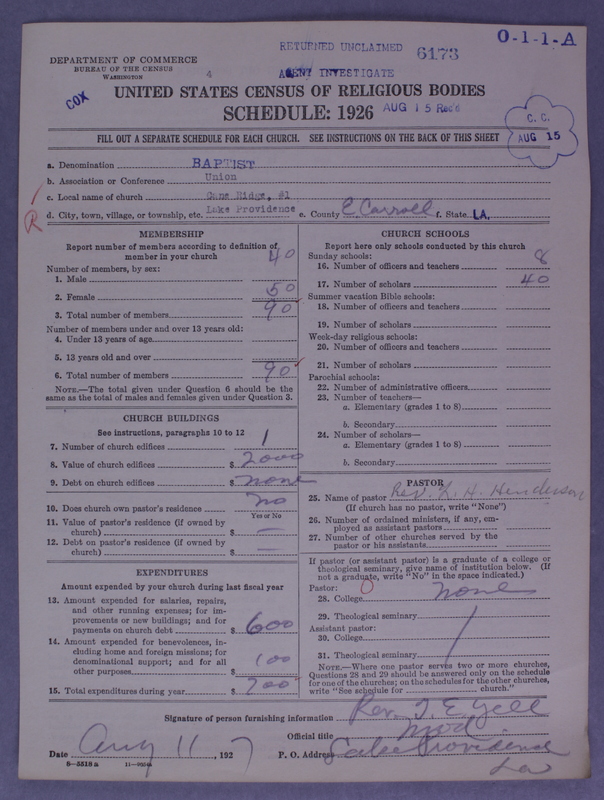 RETURNED UNCLAIMED 6173 O-1-1-A
DEPARTMENT OF COMMERCE
BUREAU OF THE CENSUS
WASHINGTON
4
AGENT INVESTIGATE
COX
UNITED STATES CENSUS OF RELIGIOUS BODIES
SCHEDULE: 1926 AUG 15 Rec'd
C. C.
AUG 15
FILL OUT A SEPARATE SCHEDULE FOR EACH CHURCH. SEE INSTRUCTIONS ON THE BACK OF THIS SHEET
a. Denomination BAPTIST
b. Association or Conference Union
c. Local name of church Cane Ridge, #1
R
d. City, town, village, or township, etc. Lake Providence e. County E Carroll f. State LA.
MEMBERSHIP
Report number of members according to definition of member in your church
Number of members, by sex:
1. Male 40
2. Female 50
3. Total number of members 90
Number of members under and over 13 years old:
4. Under 13 years of age
5. 13 years old and over
6. Total number of members 90
NOTE.—The total given under Question 6 should be the
same as the total of males and females given under Question 3.
CHURCH BUILDINGS
See instructions, paragraphs 10 to 12
7. Number of church edifices 1
8. Value of church edifices $ 2000
9. Debt on church edifices $ none
10. Does church own pastor's residence no
Yes or No
11. Value of pastor's residence (if owned by
church) $ —
12. Debt on pastor's residence (if owned by
church) $ —
EXPENDITURES
Amount expended by your church during last fiscal year
13. Amount expended for salaries, repairs,
and other running expenses; for im-
provements or new buildings; and for
payments on church debt $ 600
14. Amount expended for benevolences, in-
cluding home and foreign missions; for
denominational support; and for all
other purposes $ 100
15. Total expenditures during year $ 700
CHURCH SCHOOLS
Report here only schools conducted by this church
Sunday schools:
16. Number of officers and teachers 8
17. Number of scholars 40
Summer vacation Bible schools:
18. Number of officers and teachers
19. Number of scholars
Week-day religious schools:
20. Number of officers and teachers
21. Number of scholars
Parochial schools:
22. Number of administrative officers
23. Number of teachers—
a. Elementary (grades 1 to 8)
b. Secondary
24. Number of scholars—
a. Elementary (grades 1 to 8)
b. Secondary
PASTOR
25. Name of pastor Rev. L. H. Henderson
(If church has no pastor, write "None")
26. Number of ordained ministers, if any, em-
ployed as assistant pastors
27. Number of other churches served by the
pastor or his assistants
If pastor (or assistant pastor) is a graduate of a college or
theological seminary, give name of institution below. (If
not a graduate, write "No" in the space indicated.)
Pastor: 0
28. College none
29. Theological seminary
Assistant pastor:
30. College
31. Theological seminary
NOTE.—Where one pastor serves two or more churches,
Questions 28 and 29 should be answered only on the schedule
for one of the churches; on the schedules for the other churches,
write "See schedule for church."
Signature of person furnishing information Rev. T. E. Yell
Official title Mod
Date Aug 11, 1927 P. O. Address Lake Providence
La
8-5518a